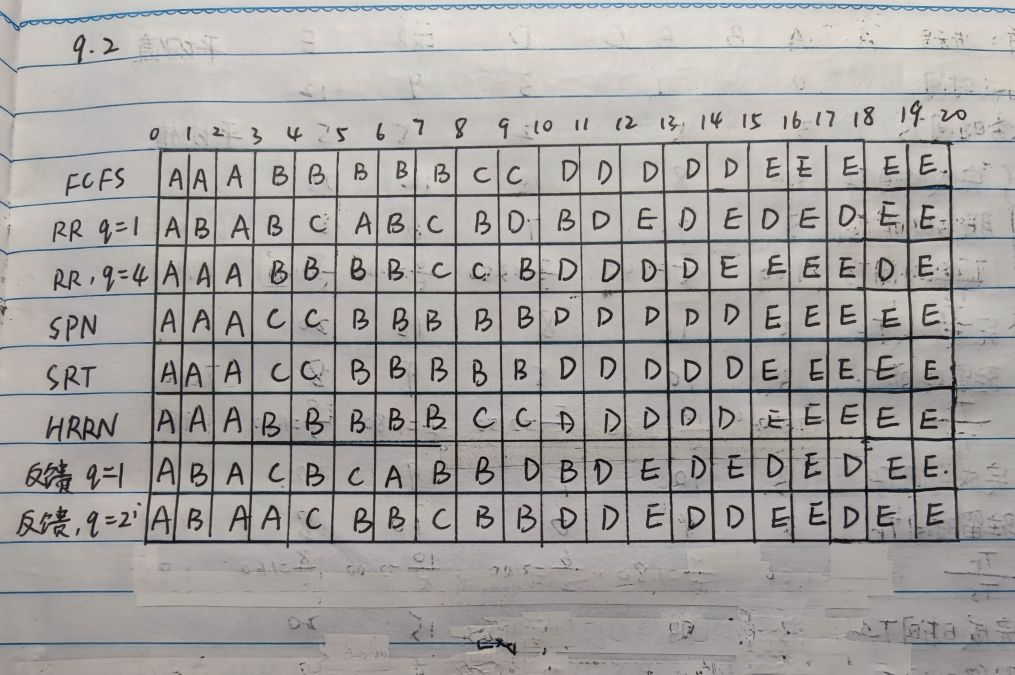 9.2
0 1 2 3 4 5 6 7 8 9 10 11 12 13 14 15 16 17 18 19 20
FCFS A A A B B B B B C C D D D D D E E E E E.
RR q=1 A B A B C A B C B D B D E D E D E D E E
RR, q=4 A A A B B B B C C B D D D D E E E E D E
SPN A A A C C B B B B B D D D D D E E E E E
SRT A A A C C B B B B B D D D D D E E E E E
HRRN A A A B B B B B C C D D D D D E E E E E
反馈 q=1 A B A C B C A B B D B D E D E D E D E E.
反馈, q=2i A B A A C B B C B B D D E D D E E D E E